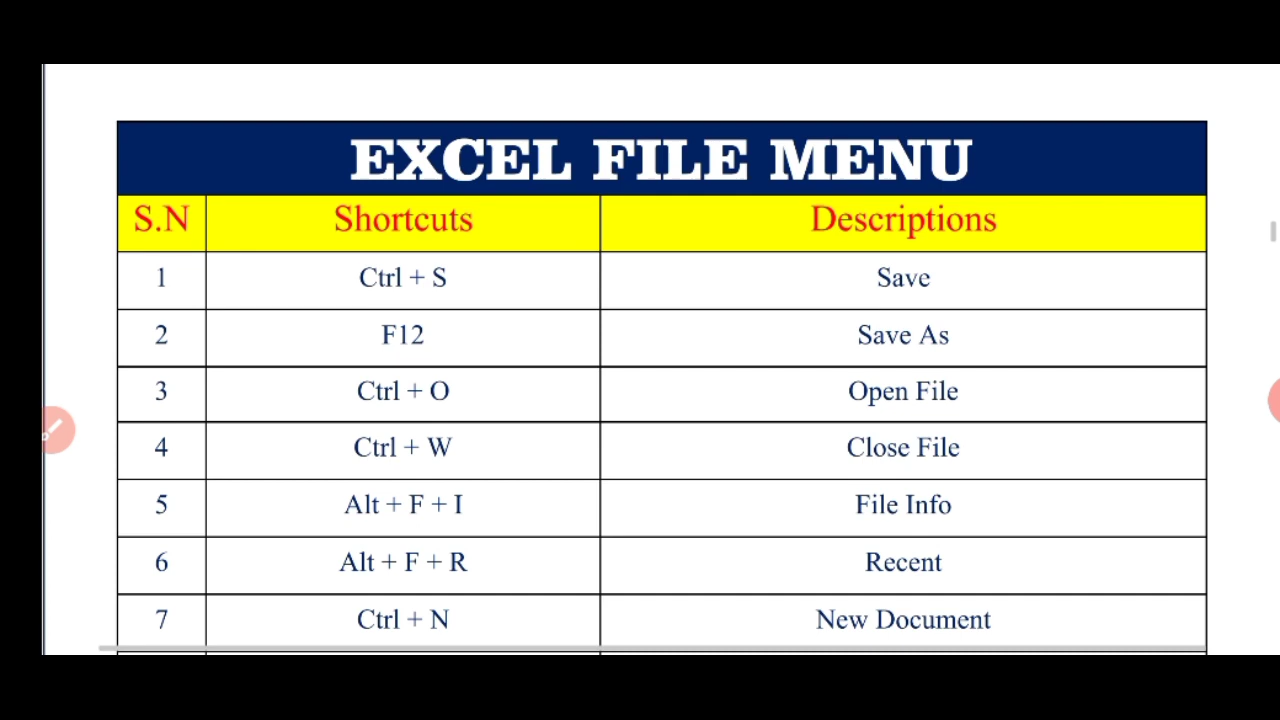 EXCEL FILE MENU
S.N Shortcuts Descriptions
1 Ctrl + S Save
2 F12 Save As
3 Ctrl + O Open File
4 Ctrl + W Close File
5 Alt + F + I File Info
6 Alt + F + R Recent
7 Ctrl + N New Document